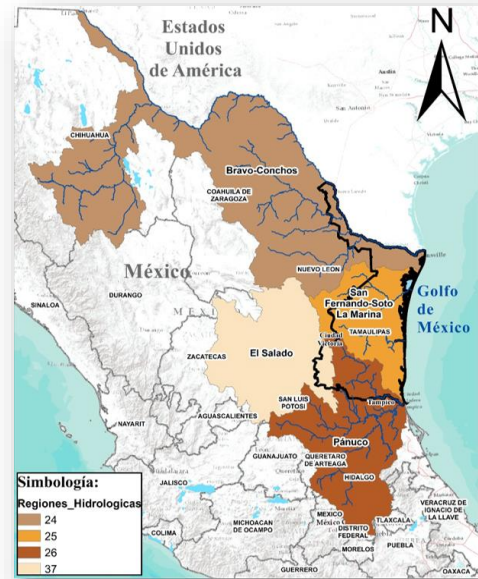 Estados
Unidos
de América
N
Austin
San Antonio
CHIHUAHUA
Bravo-Conchos
COAHUILA DE
ZARAGOZA
México
NUEVO LEON
DURANGO
SINALOA
San
Fernando-Soto
La Marina
TAMAULIPAS
Golfo
de
México
Ciudad
Victoria
El Salado
ZACATECAS
SAN LUIS
POTOSI
Tampico
AGUASCALIENTES
NAYARIT
Pánuco
GUANAJUATO
QUERETARO
DE ARTEAGA
HIDALGO
JALISCO
VERACRUZ DE
IGNACIO DE
LA LLAVE
MEXICO
TLAXCALA
MICHOACAN
DE OCAMPO
DISTRITO
FEDERAL
COLIMA
PUEBLA
MORELOS
GUERRERO
OAXACA
Simbología:
Regiones_Hidrologicas
24
25
26
37